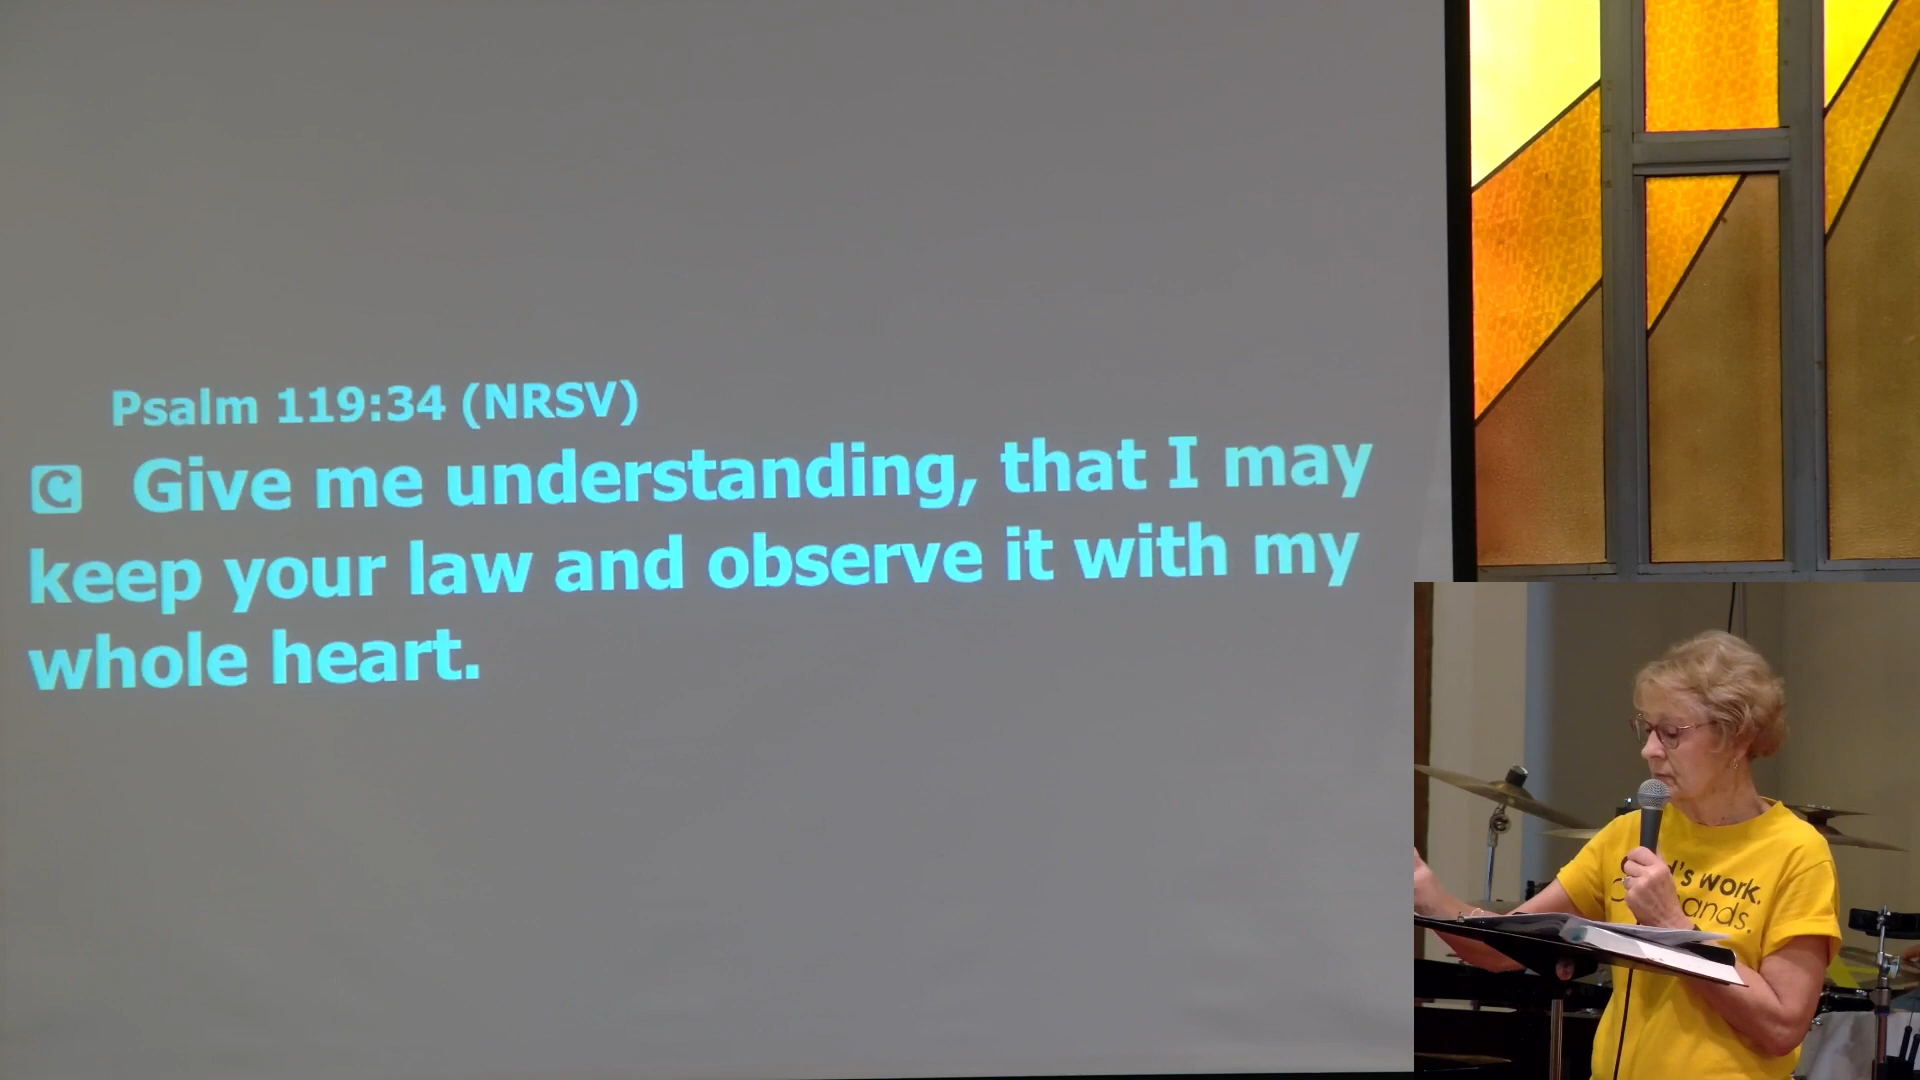 Psalm 119:34 (NRSV)
C Give me understanding, that I may
keep your law and observe it with my
whole heart.
work.